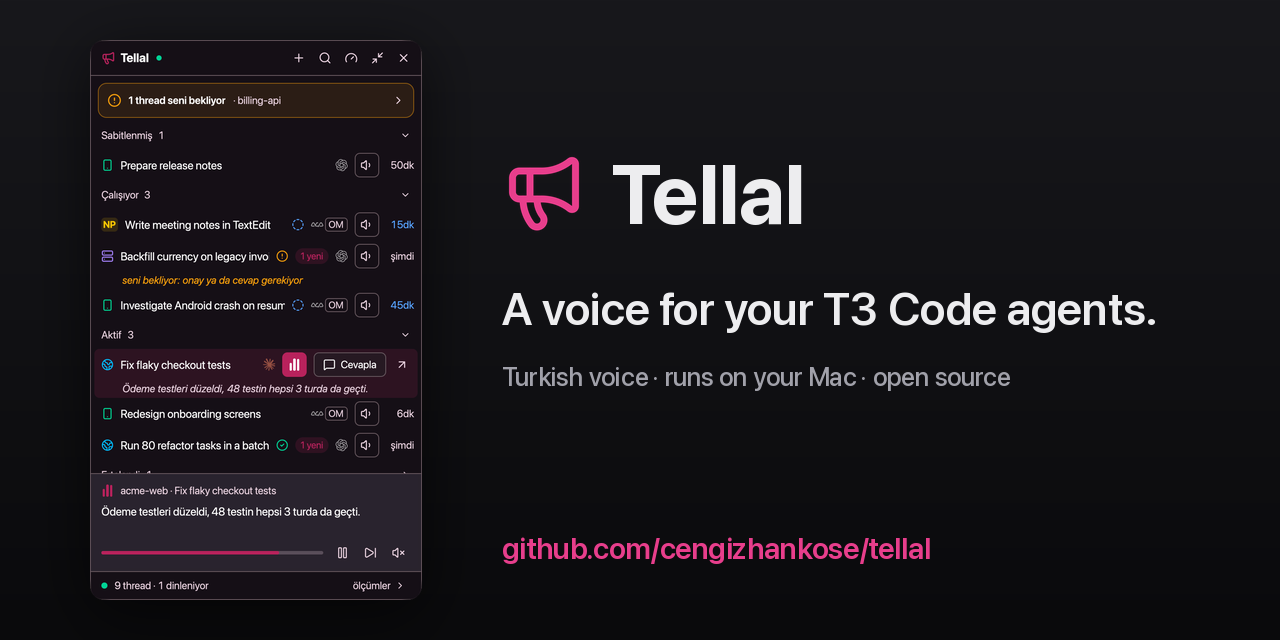 Tellal
1 thread seni bekliyor · billing-api
Sabitlenmiş 1
Prepare release notes 50dk
Çalışıyor 3
NP Write meeting notes in TextEdit OM 15dk
Backfill currency on legacy invo 1 yeni şimdi
seni bekliyor: onay ya da cevap gerekiyor
Investigate Android crash on resum OM 45dk
Aktif 3
Fix flaky checkout tests Cevapla
Ödeme testleri düzeldi, 48 testin hepsi 3 turda da geçti.
Redesign onboarding screens OM 6dk
Run 80 refactor tasks in a batch 1 yeni şimdi
acme-web · Fix flaky checkout tests
Ödeme testleri düzeldi, 48 testin hepsi 3 turda da geçti.
9 thread · 1 dinleniyor ölçümler
Tellal
A voice for your T3 Code agents.
Turkish voice · runs on your Mac · open source
github.com/cengizhankose/tellal